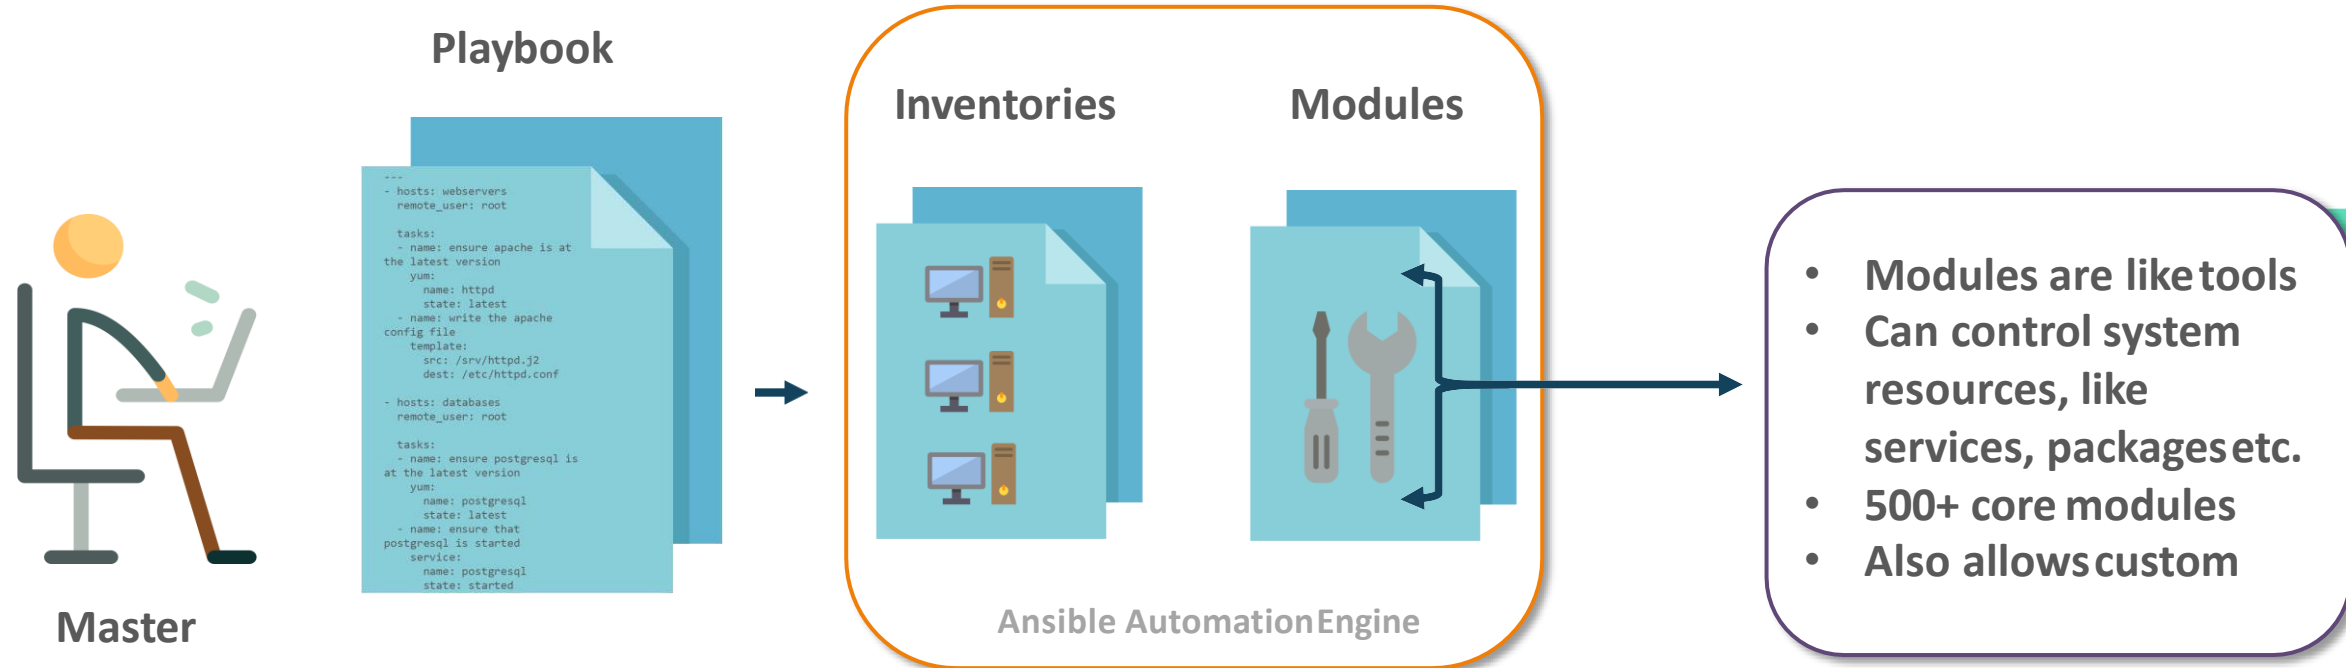 Playbook
---
- hosts: webservers
  remote_user: root

  tasks:
  - name: ensure apache is at
the latest version
    yum:
      name: httpd
      state: latest
  - name: write the apache
config file
    template:
      src: /srv/httpd.j2
      dest: /etc/httpd.conf

- hosts: databases
  remote_user: root

  tasks:
  - name: ensure postgresql is
at the latest version
    yum:
      name: postgresql
      state: latest
  - name: ensure that
postgresql is started
    service:
      name: postgresql
      state: started
Master
Inventories
Modules
Ansible Automation Engine
• Modules are like tools
• Can control system
resources, like
services, packages etc.
• 500+ core modules
• Also allows custom